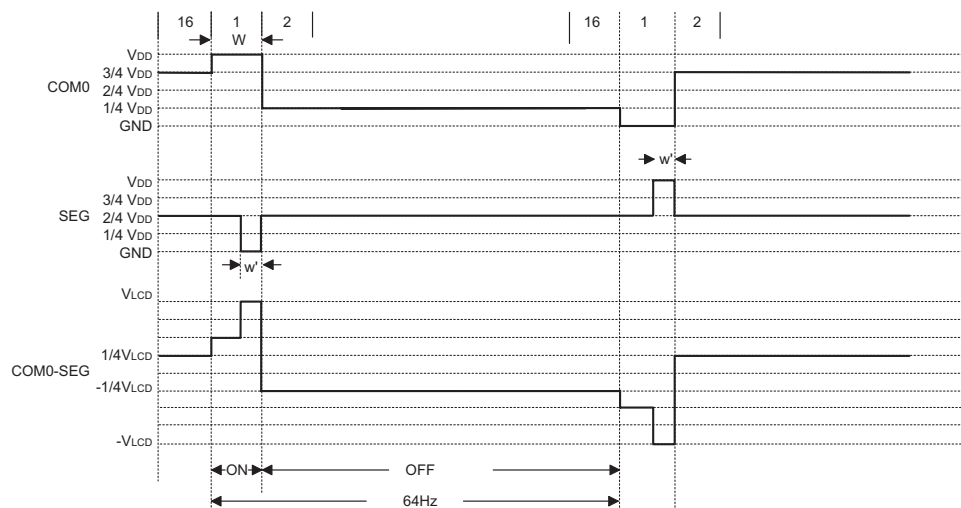 16 1 2 16 1 2
W
VDD
3/4 VDD
COM0
2/4 VDD
1/4 VDD
GND
w'
VDD
3/4 VDD
SEG
2/4 VDD
1/4 VDD
GND
w'
VLCD
1/4VLCD
COM0-SEG
-1/4VLCD
-VLCD
ON OFF
64Hz